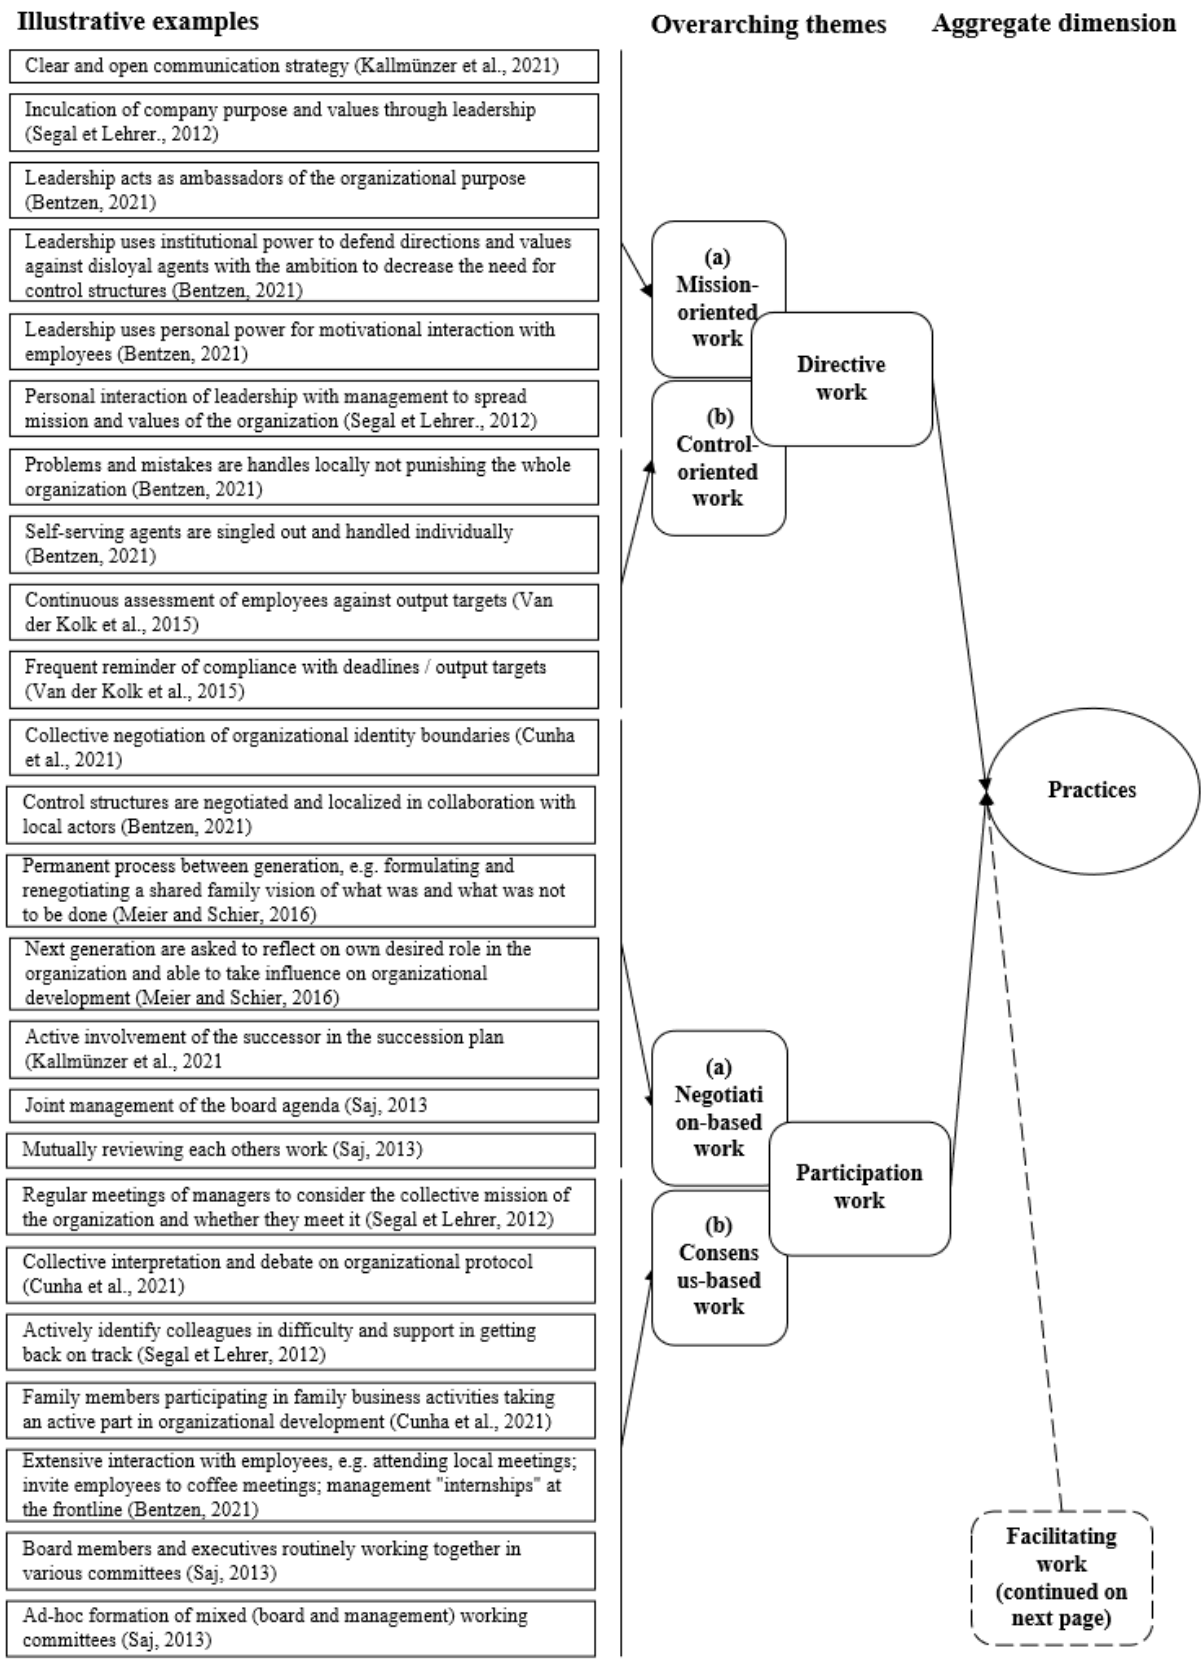 Illustrative examples
Overarching themes
Aggregate dimension
Clear and open communication strategy (Kallmünzer et al., 2021)
Inculcation of company purpose and values through leadership
(Segal et Lehrer., 2012)
Leadership acts as ambassadors of the organizational purpose
(Bentzen, 2021)
Leadership uses institutional power to defend directions and values
against disloyal agents with the ambition to decrease the need for
control structures (Bentzen, 2021)
Leadership uses personal power for motivational interaction with
employees (Bentzen, 2021)
Personal interaction of leadership with management to spread
mission and values of the organization (Segal et Lehrer., 2012)
Problems and mistakes are handles locally not punishing the whole
organization (Bentzen, 2021)
Self-serving agents are singled out and handled individually
(Bentzen, 2021)
Continuous assessment of employees against output targets (Van
der Kolk et al., 2015)
Frequent reminder of compliance with deadlines / output targets
(Van der Kolk et al., 2015)
Collective negotiation of organizational identity boundaries (Cunha
et al., 2021)
Control structures are negotiated and localized in collaboration with
local actors (Bentzen, 2021)
Permanent process between generation, e.g. formulating and
renegotiating a shared family vision of what was and what was not
to be done (Meier and Schier, 2016)
Next generation are asked to reflect on own desired role in the
organization and able to take influence on organizational
development (Meier and Schier, 2016)
Active involvement of the successor in the succession plan
(Kallmünzer et al., 2021
Joint management of the board agenda (Saj, 2013
Mutually reviewing each others work (Saj, 2013)
Regular meetings of managers to consider the collective mission of
the organization and whether they meet it (Segal et Lehrer, 2012)
Collective interpretation and debate on organizational protocol
(Cunha et al., 2021)
Actively identify colleagues in difficulty and support in getting
back on track (Segal et Lehrer, 2012)
Family members participating in family business activities taking
an active part in organizational development (Cunha et al., 2021)
Extensive interaction with employees, e.g. attending local meetings;
invite employees to coffee meetings; management "internships" at
the frontline (Bentzen, 2021)
Board members and executives routinely working together in
various committees (Saj, 2013)
Ad-hoc formation of mixed (board and management) working
committees (Saj, 2013)
(a)
Mission-
oriented
work
(b)
Control-
oriented
work
Directive
work
(a)
Negotiati
on-based
work
(b)
Consens
us-based
work
Participation
work
Practices
Facilitating
work
(continued on
next page)